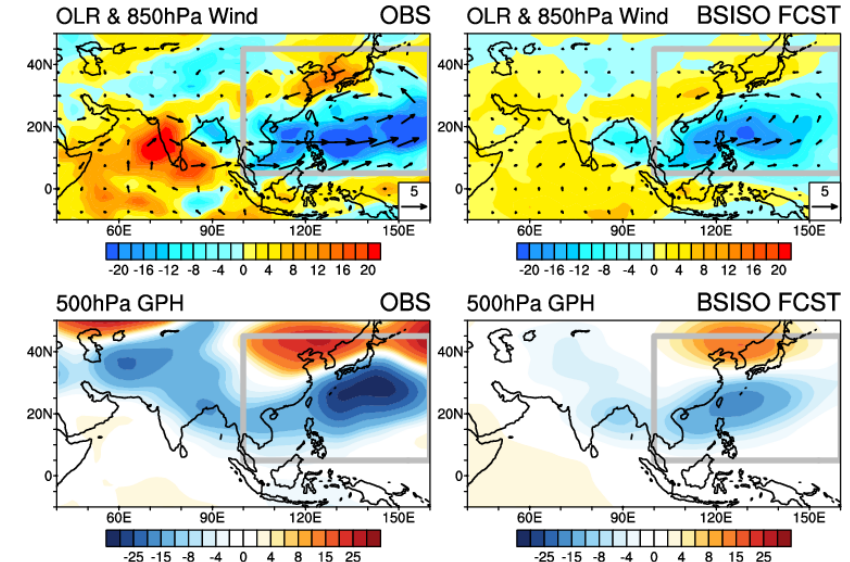 OLR & 850hPa Wind OBS
OLR & 850hPa Wind BSISO FCST
40N
20N
0
5
60E 90E 120E 150E
40N
20N
0
5
60E 90E 120E 150E
-20 -16 -12 -8 -4 0 4 8 12 16 20
-20 -16 -12 -8 -4 0 4 8 12 16 20
500hPa GPH OBS
500hPa GPH BSISO FCST
40N
20N
0
60E 90E 120E 150E
40N
20N
0
60E 90E 120E 150E
-25 -15 -8 -4 0 4 8 15 25
-25 -15 -8 -4 0 4 8 15 25